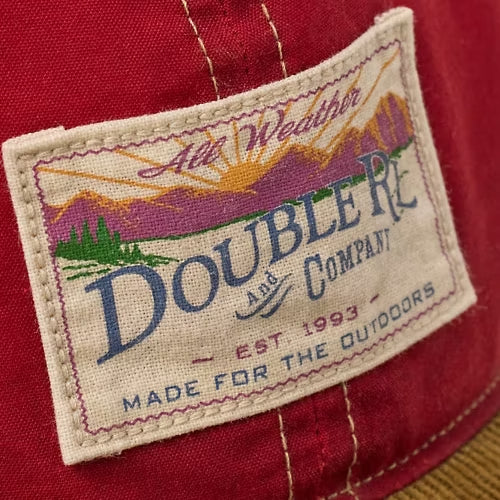 All Weather
DOUBLE RL
And COMPANY
- EST. 1993 -
MADE FOR THE OUTDOORS